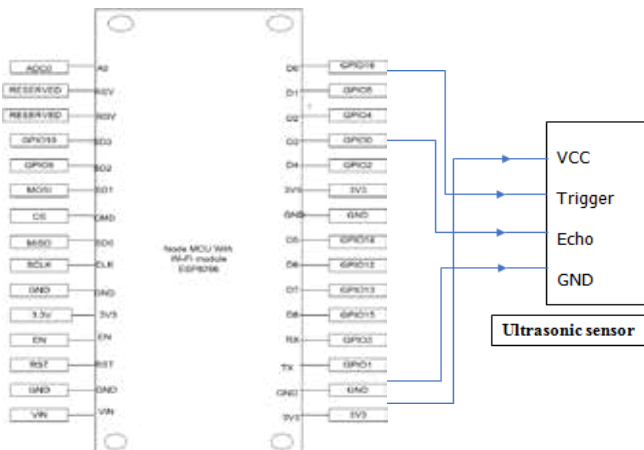 ADC0 A0 D0 GPIO16
RESERVED RSV D1 GPIO5
RESERVED RSV D2 GPIO4
GPIO10 SD3 D3 GPIO0
GPIO9 SD2 D4 GPIO2
MOSI SD1 3V3 3V3
CS CMD GND GND
MISO SD0 D5 GPIO14
SCLK CLK D6 GPIO12
GND GND D7 GPIO13
3.3V 3V3 D8 GPIO15
EN EN RX GPIO3
RST RST TX GPIO1
GND GND GND GND
VIN VIN 3V3 3V3
Node MCU With
Wi-Fi module
ESP8266
VCC
Trigger
Echo
GND
Ultrasonic sensor